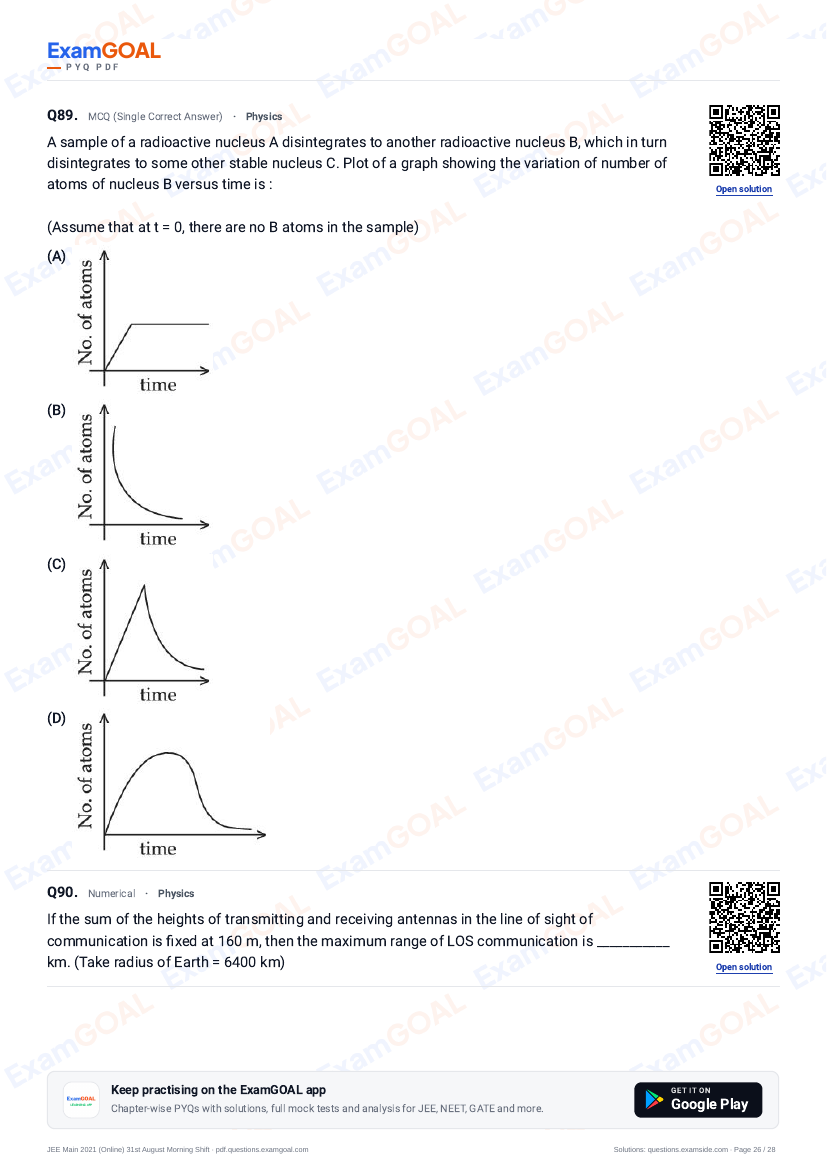 ExamGOAL
PYQ PDF
Q89. MCQ (Single Correct Answer) · Physics
A sample of a radioactive nucleus A disintegrates to another radioactive nucleus B, which in turn
disintegrates to some other stable nucleus C. Plot of a graph showing the variation of number of
atoms of nucleus B versus time is :
Open solution
(Assume that at t = 0, there are no B atoms in the sample)
(A)
No. of atoms
time
(B)
No. of atoms
time
(C)
No. of atoms
time
(D)
No. of atoms
time
Q90. Numerical · Physics
If the sum of the heights of transmitting and receiving antennas in the line of sight of
communication is fixed at 160 m, then the maximum range of LOS communication is ___________
km. (Take radius of Earth = 6400 km)
Open solution
Keep practising on the ExamGOAL app
Chapter-wise PYQs with solutions, full mock tests and analysis for JEE, NEET, GATE and more.
ExamGOAL
GET IT ON
Google Play
JEE Main 2021 (Online) 31st August Morning Shift · pdf.questions.examgoal.com
Solutions: questions.examside.com · Page 26 / 28